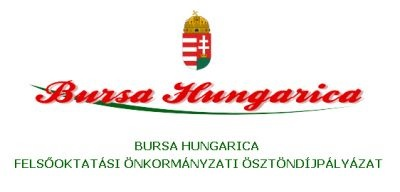 Bursa Hungarica
BURSA HUNGARICA
FELSŐOKTATÁSI ÖNKORMÁNYZATI ÖSZTÖNDÍJPÁLYÁZAT